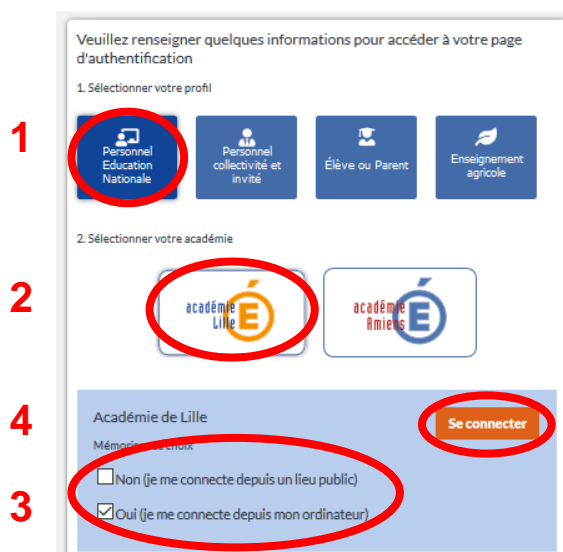 Veuillez renseigner quelques informations pour accéder à votre page
d'authentification
1. Sélectionner votre profil
1
Personnel
Education
Nationale
Personnel
collectivité et
invité
Élève ou Parent
Enseignement
agricole
2. Sélectionner votre académie
2
académie
Lille
É
académie
Amiens
É
4
Académie de Lille
Se connecter
choix
Non (je me connecte depuis un lieu public)
3
Oui (je me connecte depuis mon ordinateur)